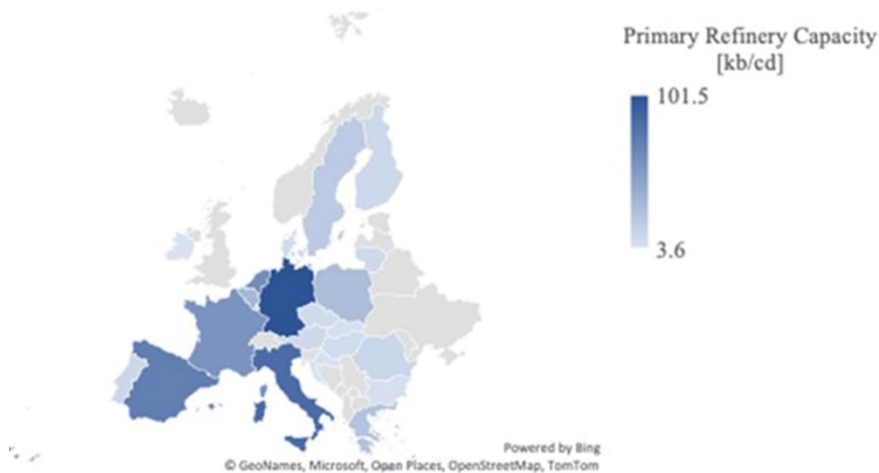 Primary Refinery Capacity
[kb/cd]
101.5
3.6
Powered by Bing
© GeoNames, Microsoft, Open Places, OpenStreetMap, TomTom